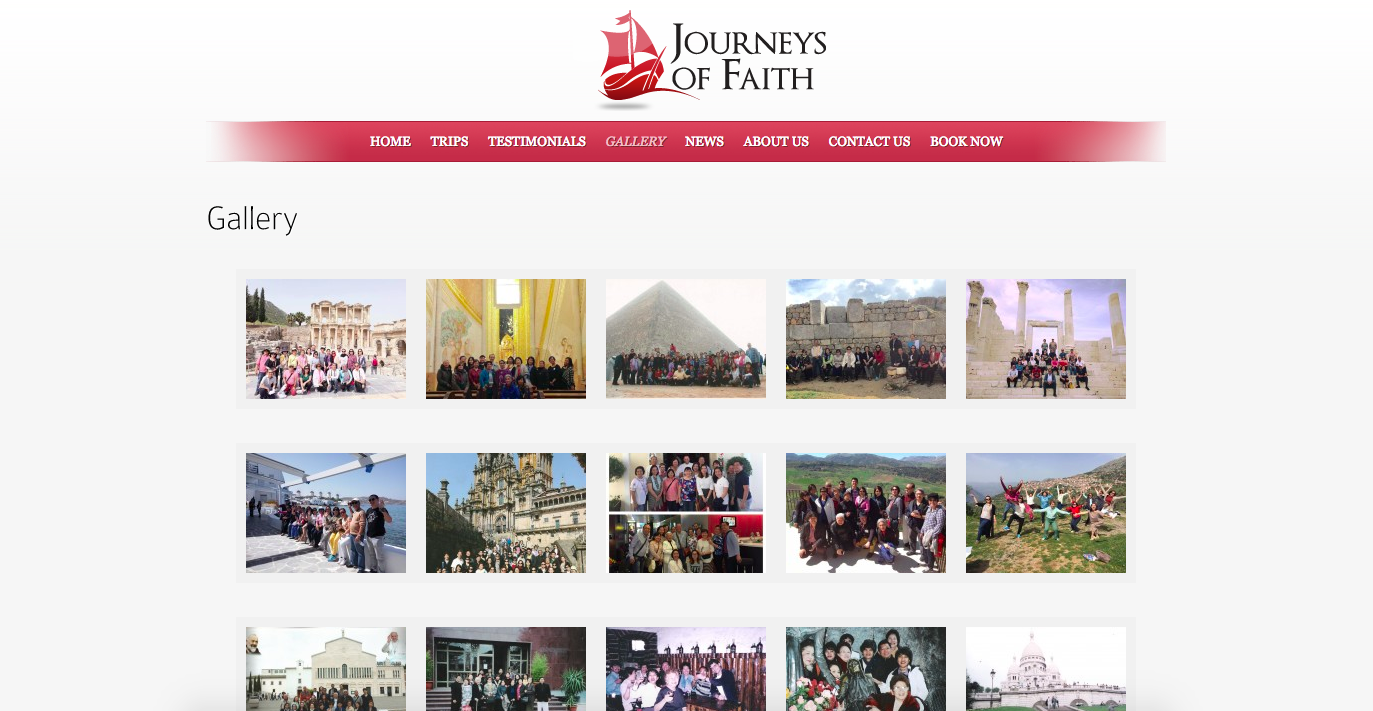 JOURNEYS
OF FAITH
HOME TRIPS TESTIMONIALS GALLERY NEWS ABOUT US CONTACT US BOOK NOW
Gallery